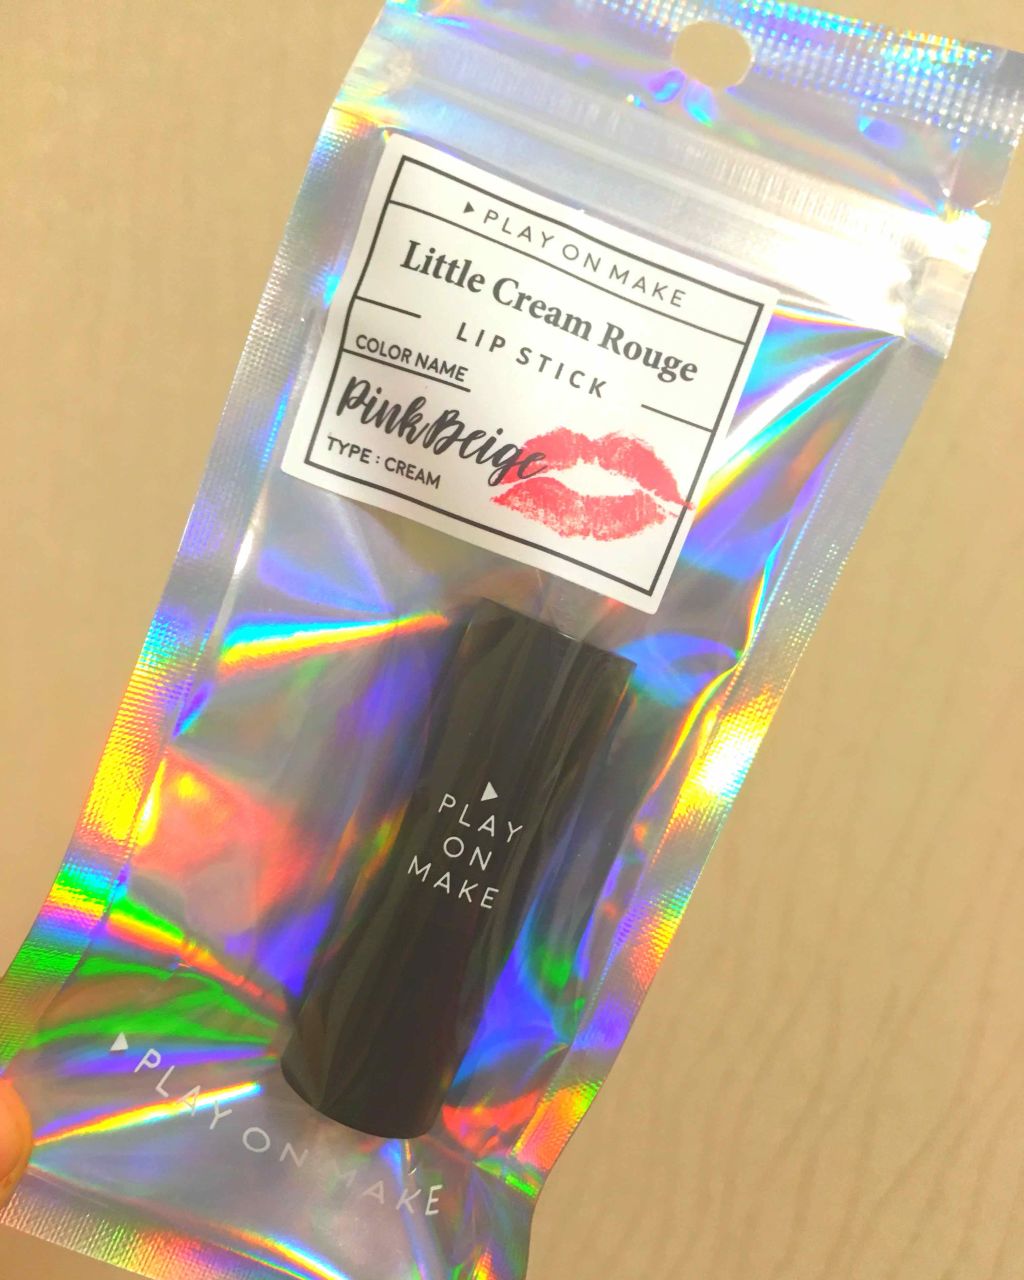 ▶PLAY ON MAKE
Little Cream Rouge
LIP STICK
COLOR NAME
Pink Beige
TYPE : CREAM
▶
PLAY
ON
MAKE
▶PLAY ON MAKE